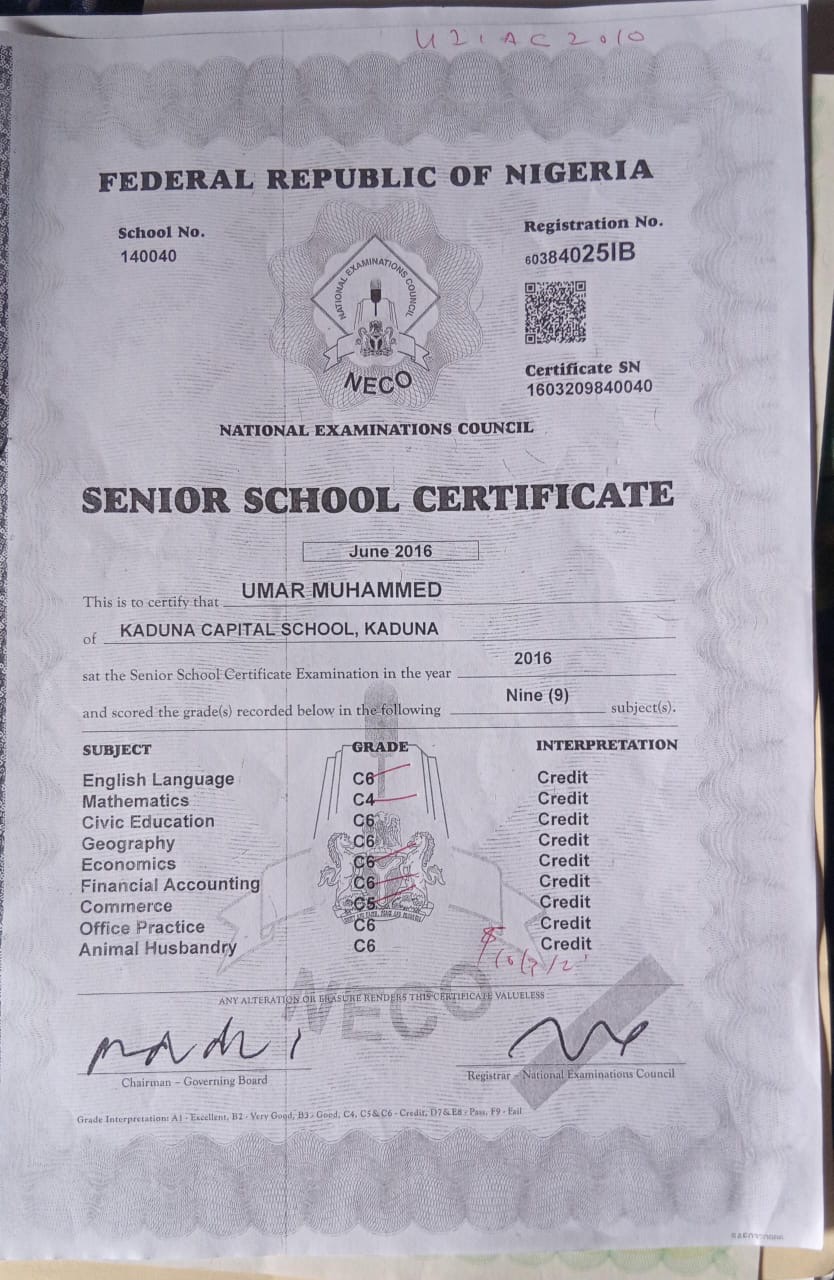 U21AC2010
FEDERAL REPUBLIC OF NIGERIA
School No.
140040
Registration No.
60384025IB
NATIONAL EXAMINATIONS COUNCIL
NECO
Certificate SN
1603209840040
NATIONAL EXAMINATIONS COUNCIL
SENIOR SCHOOL CERTIFICATE
June 2016
This is to certify that UMAR MUHAMMED
of KADUNA CAPITAL SCHOOL, KADUNA
sat the Senior School Certificate Examination in the year 2016
and scored the grade(s) recorded below in the following Nine (9) subject(s).
SUBJECT GRADE INTERPRETATION
English Language C6 Credit
Mathematics C4 Credit
Civic Education C6 Credit
Geography C6 Credit
Economics C6 Credit
Financial Accounting C6 Credit
Commerce C5 Credit
Office Practice C6 Credit
Animal Husbandry C6 Credit
NECO
ANY ALTERATION OR ERASURE RENDERS THIS CERTIFICATE VALUELESS
Chairman – Governing Board
Registrar – National Examinations Council
Grade Interpretation: A1 - Excellent, B2 - Very Good, B3 - Good, C4, C5 & C6 - Credit, D7 & E8 - Pass, F9 - Fail